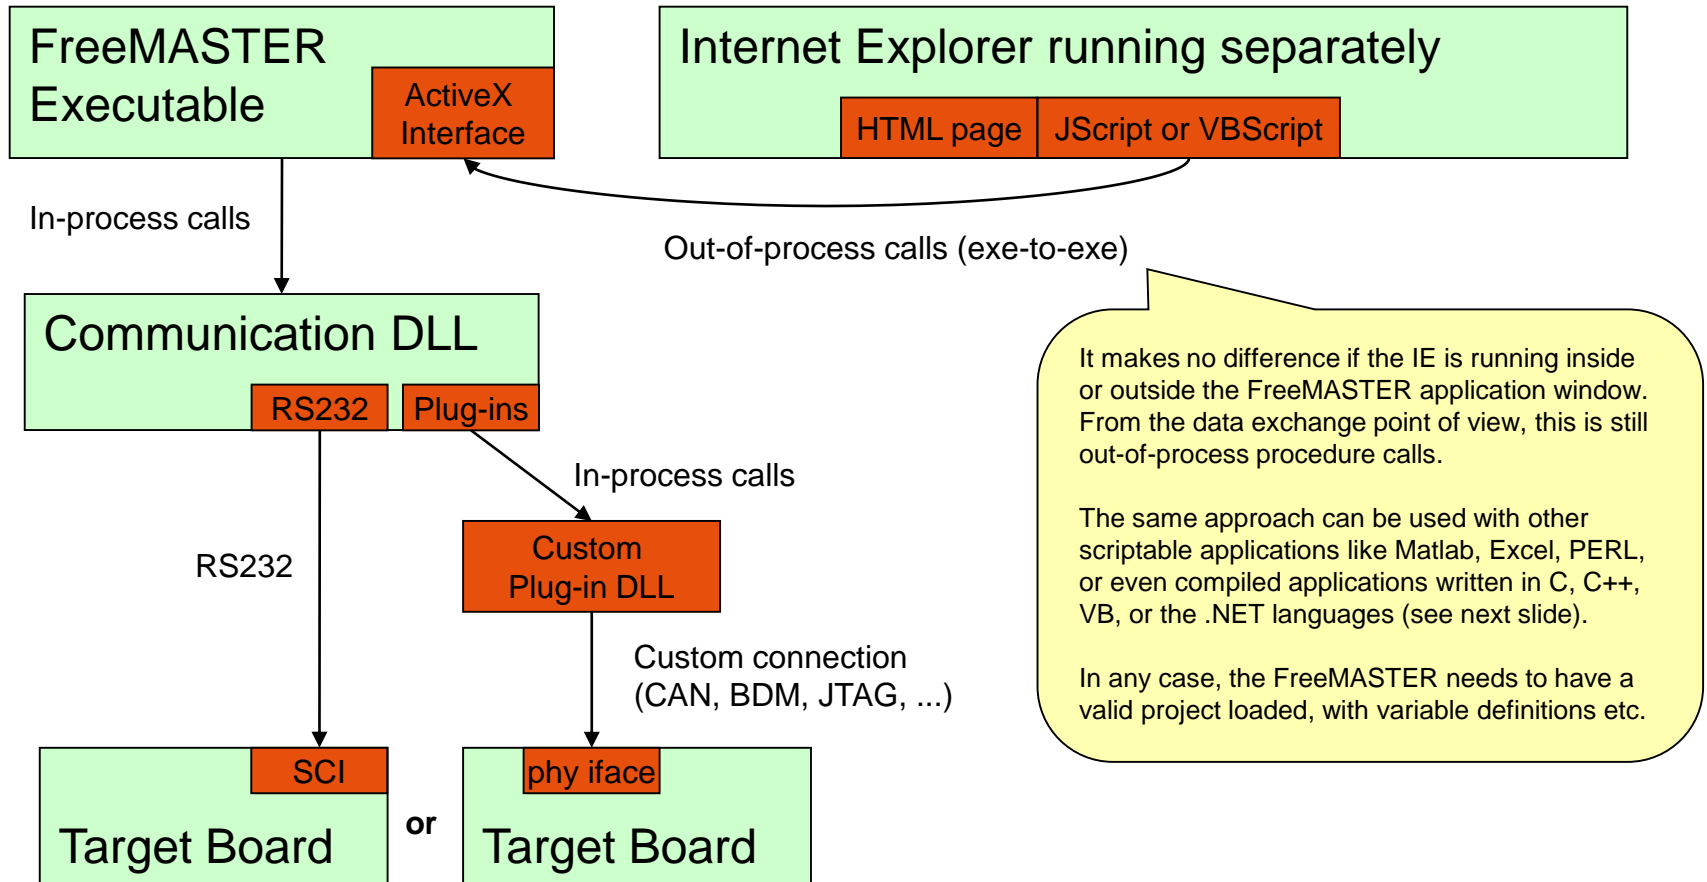 FreeMASTER
Executable
ActiveX
Interface
Internet Explorer running separately
HTML page
JScript or VBScript
In-process calls
Out-of-process calls (exe-to-exe)
Communication DLL
RS232
Plug-ins
It makes no difference if the IE is running inside
or outside the FreeMASTER application window.
From the data exchange point of view, this is still
out-of-process procedure calls.
The same approach can be used with other
scriptable applications like Matlab, Excel, PERL,
or even compiled applications written in C, C++,
VB, or the .NET languages (see next slide).
In any case, the FreeMASTER needs to have a
valid project loaded, with variable definitions etc.
In-process calls
RS232
Custom
Plug-in DLL
Custom connection
(CAN, BDM, JTAG, ...)
SCI
Target Board
or
phy iface
Target Board